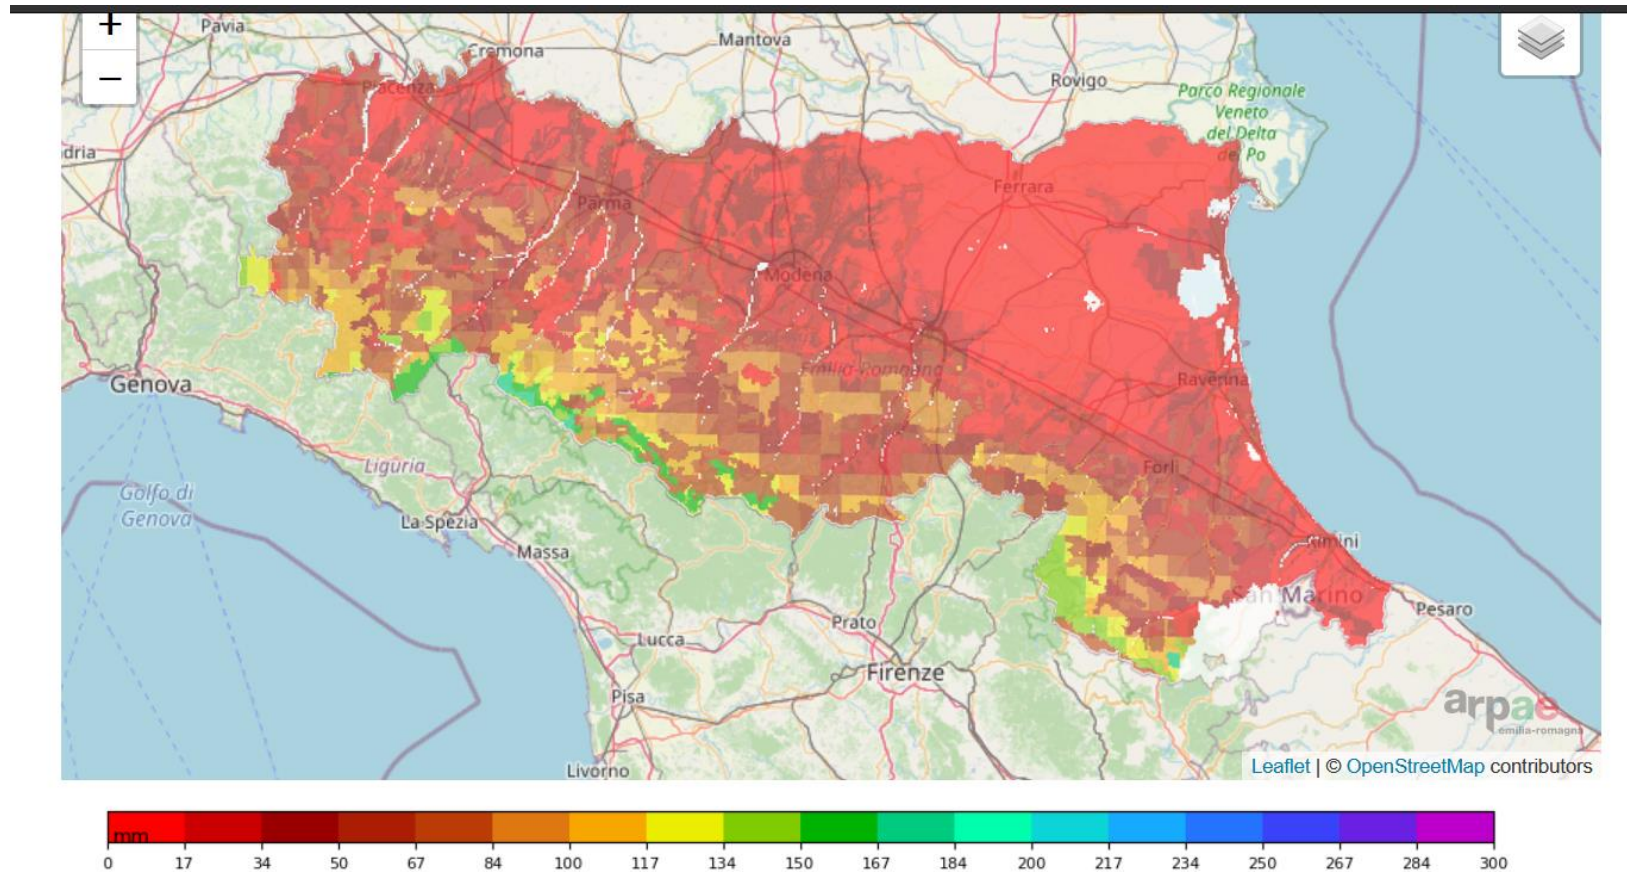 +
−
Pavia
Cremona
Mantova
Rovigo
Piacenza
Parco Regionale
Veneto
del Delta
del Po
dria
Ferrara
Parma
Modena
Emilia-Romagna
Ravenna
Genova
Liguria
Forlì
Golfo di
Genova
La Spezia
Massa
Rimini
San Marino
Pesaro
Prato
Lucca
Firenze
Pisa
Livorno
arpae
emilia-romagna
Leaflet | © OpenStreetMap contributors
mm
0 17 34 50 67 84 100 117 134 150 167 184 200 217 234 250 267 284 300